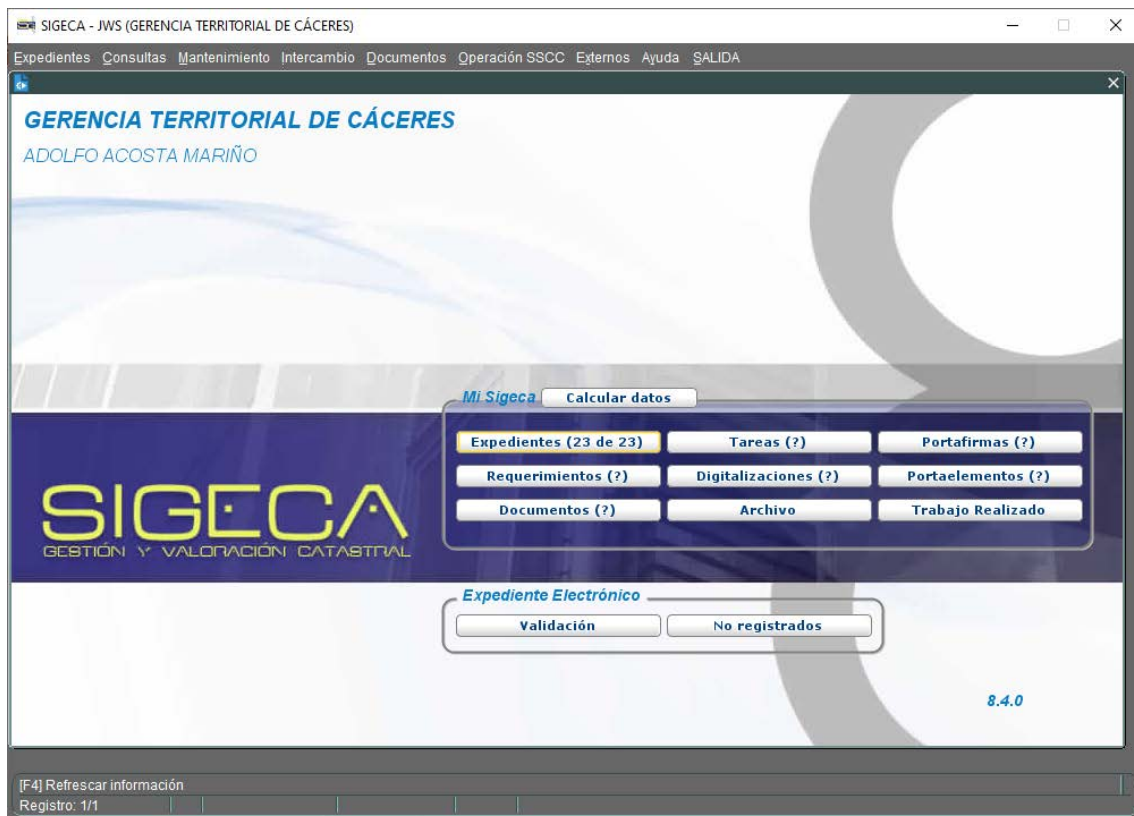 SIGECA - JWS (GERENCIA TERRITORIAL DE CÁCERES)
Expedientes Consultas Mantenimiento Intercambio Documentos Operación SSCC Externos Ayuda SALIDA
GERENCIA TERRITORIAL DE CÁCERES
ADOLFO ACOSTA MARIÑO
Mi Sigeca Calcular datos
Expedientes (23 de 23) Tareas (?) Portafirmas (?)
Requerimientos (?) Digitalizaciones (?) Portaelementos (?)
Documentos (?) Archivo Trabajo Realizado
SIGECA
GESTIÓN Y VALORACIÓN CATASTRAL
Expediente Electrónico
Validación No registrados
8.4.0
[F4] Refrescar información
Registro: 1/1